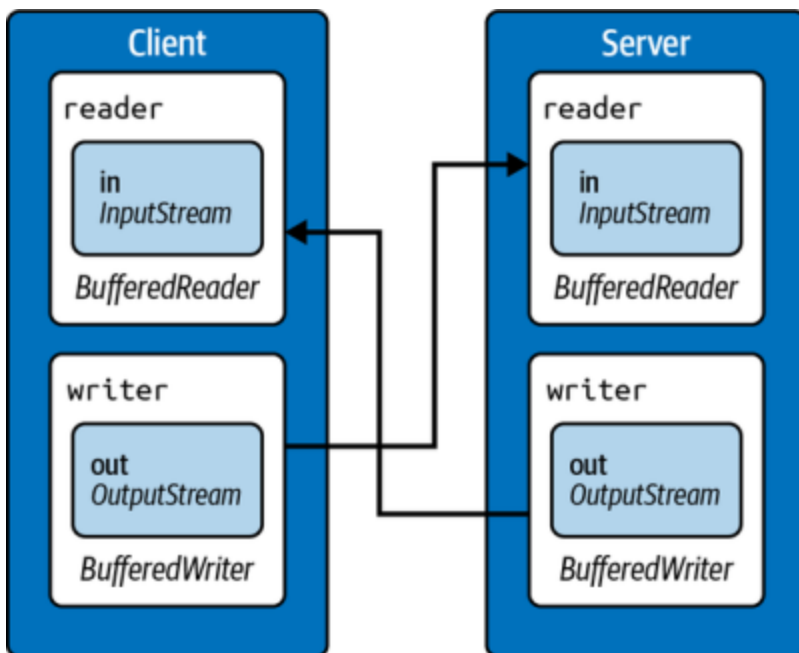 Client
reader
in
InputStream
BufferedReader
writer
out
OutputStream
BufferedWriter
Server
reader
in
InputStream
BufferedReader
writer
out
OutputStream
BufferedWriter